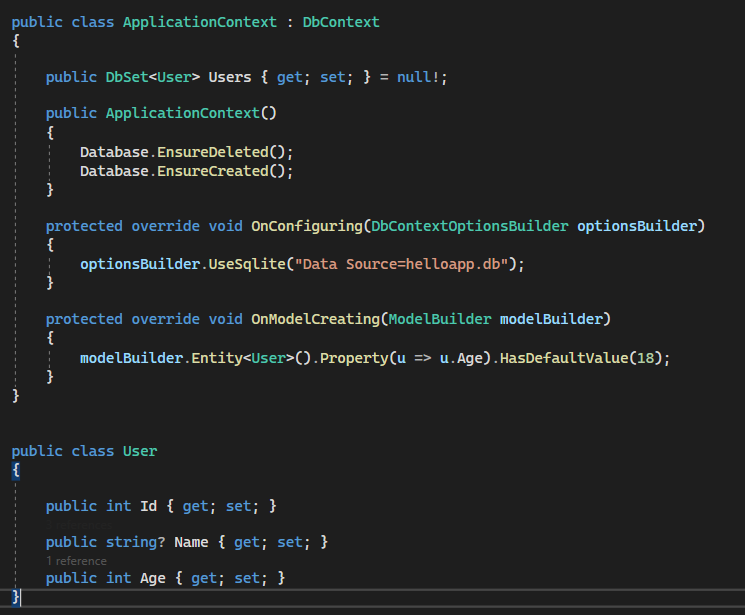 public class ApplicationContext : DbContext
{
public DbSet<User> Users { get; set; } = null!;
public ApplicationContext()
{
Database.EnsureDeleted();
Database.EnsureCreated();
}
protected override void OnConfiguring(DbContextOptionsBuilder optionsBuilder)
{
optionsBuilder.UseSqlite("Data Source=helloapp.db");
}
protected override void OnModelCreating(ModelBuilder modelBuilder)
{
modelBuilder.Entity<User>().Property(u => u.Age).HasDefaultValue(18);
}
}
public class User
{
public int Id { get; set; }
public string? Name { get; set; }
1 reference
public int Age { get; set; }
}